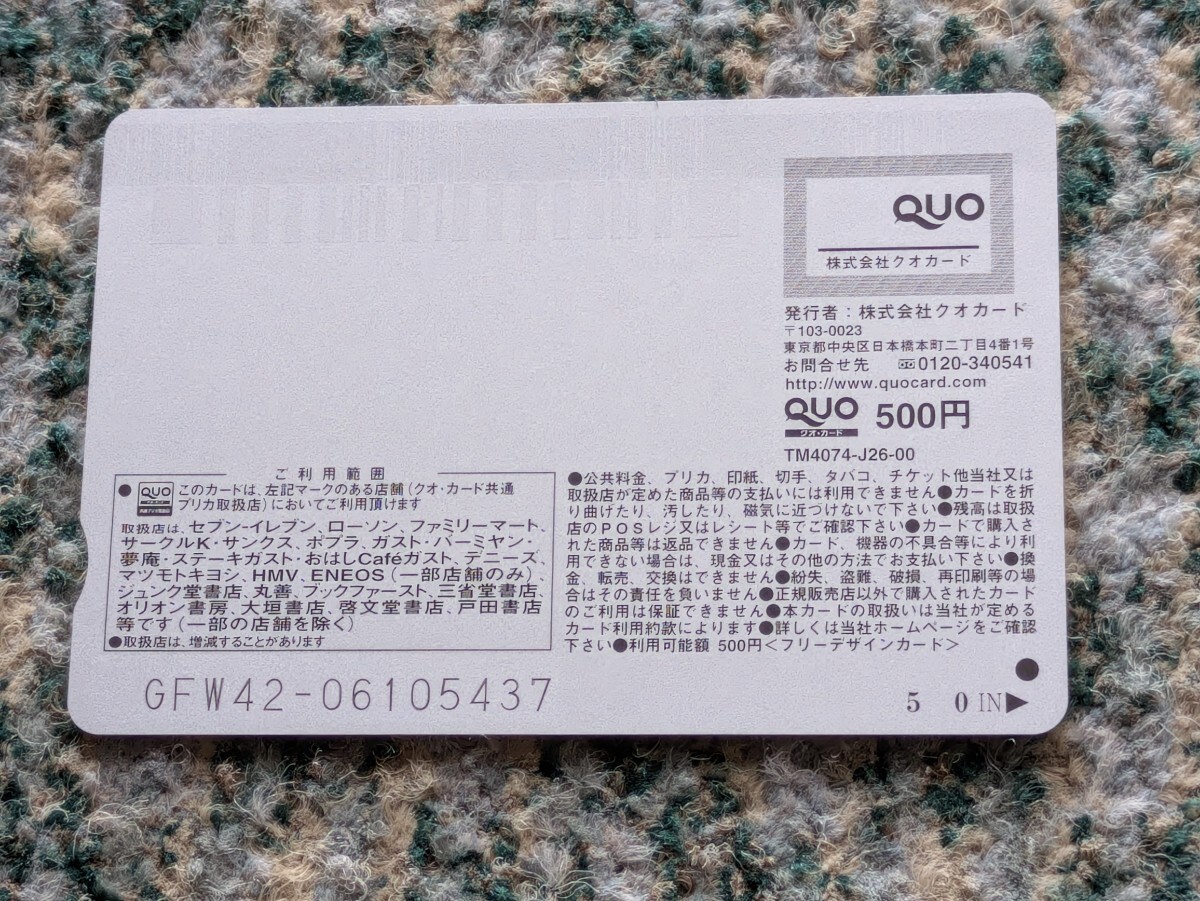 QUO
株式会社クオカード
発行者：株式会社クオカード
〒103-0023
東京都中央区日本橋本町二丁目4番1号
お問合せ先 0120-340541
http://www.quocard.com
QUO 500円
クオ・カード
TM4074-J26-00
ご利用範囲
●QUO このカードは、左記マークのある店舗（クオ・カード共通
プリカ取扱店）においてご利用頂けます
取扱店は、セブン-イレブン、ローソン、ファミリーマート、
サークルK・サンクス、ポプラ、ガスト・バーミヤン・
夢庵・ステーキガスト・おはしCaféガスト、デニーズ、
マツモトキヨシ、HMV、ENEOS（一部店舗のみ）、
ジュンク堂書店、丸善、ブックファースト、三省堂書店、
オリオン書房、大垣書店、啓文堂書店、戸田書店
等です（一部の店舗を除く）
●取扱店は、増減することがあります
●公共料金、プリカ、印紙、切手、タバコ、チケット他当社又は
取扱店が定めた商品等の支払いには利用できません●カードを折
り曲げたり、汚したり、磁気に近づけないで下さい●残高は取扱
店のPOSレジ又はレシート等でご確認下さい●カードで購入さ
れた商品等は返品できません●カード、機器の不具合等により利
用できない場合は、現金又はその他の方法でお支払い下さい●換
金、転売、交換はできません●紛失、盗難、破損、再印刷等の場
合はその責任を負いません●正規販売店以外で購入されたカード
のご利用は保証できません●本カードの取扱いは当社が定める
カード利用約款によります●詳しくは当社ホームページをご確認
下さい●利用可能額 500円＜フリーデザインカード＞
GFW42-06105437
5 0 IN▶